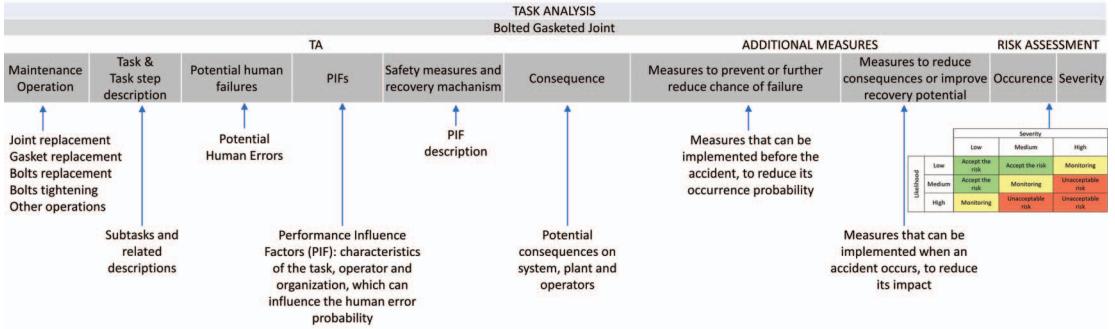 TASK ANALYSIS
Bolted Gasketed Joint
TA
ADDITIONAL MEASURES
RISK ASSESSMENT
Maintenance
Operation
Task &
Task step
description
Potential human
failures
PIFs
Safety measures and
recovery machanism
Consequence
Measures to prevent or further
reduce chance of failure
Measures to reduce
consequences or improve
recovery potential
Occurence
Severity
Joint replacement
Gasket replacement
Bolts replacement
Bolts tightening
Other operations
Subtasks and
related
descriptions
Potential
Human Errors
Performance Influence
Factors (PIF): characteristics
of the task, operator and
organization, which can
influence the human error
probability
PIF
description
Potential
consequences on
system, plant and
operators
Measures that can be
implemented before the
accident, to reduce its
occurrence probability
Measures that can be
implemented when an
accident occurs, to reduce
its impact
Severity
Low
Medium
High
Likelihood
Low
Accept the
risk
Accept the risk
Monitoring
Medium
Accept the
risk
Monitoring
Unacceptable
risk
High
Monitoring
Unacceptable
risk
Unacceptable
risk